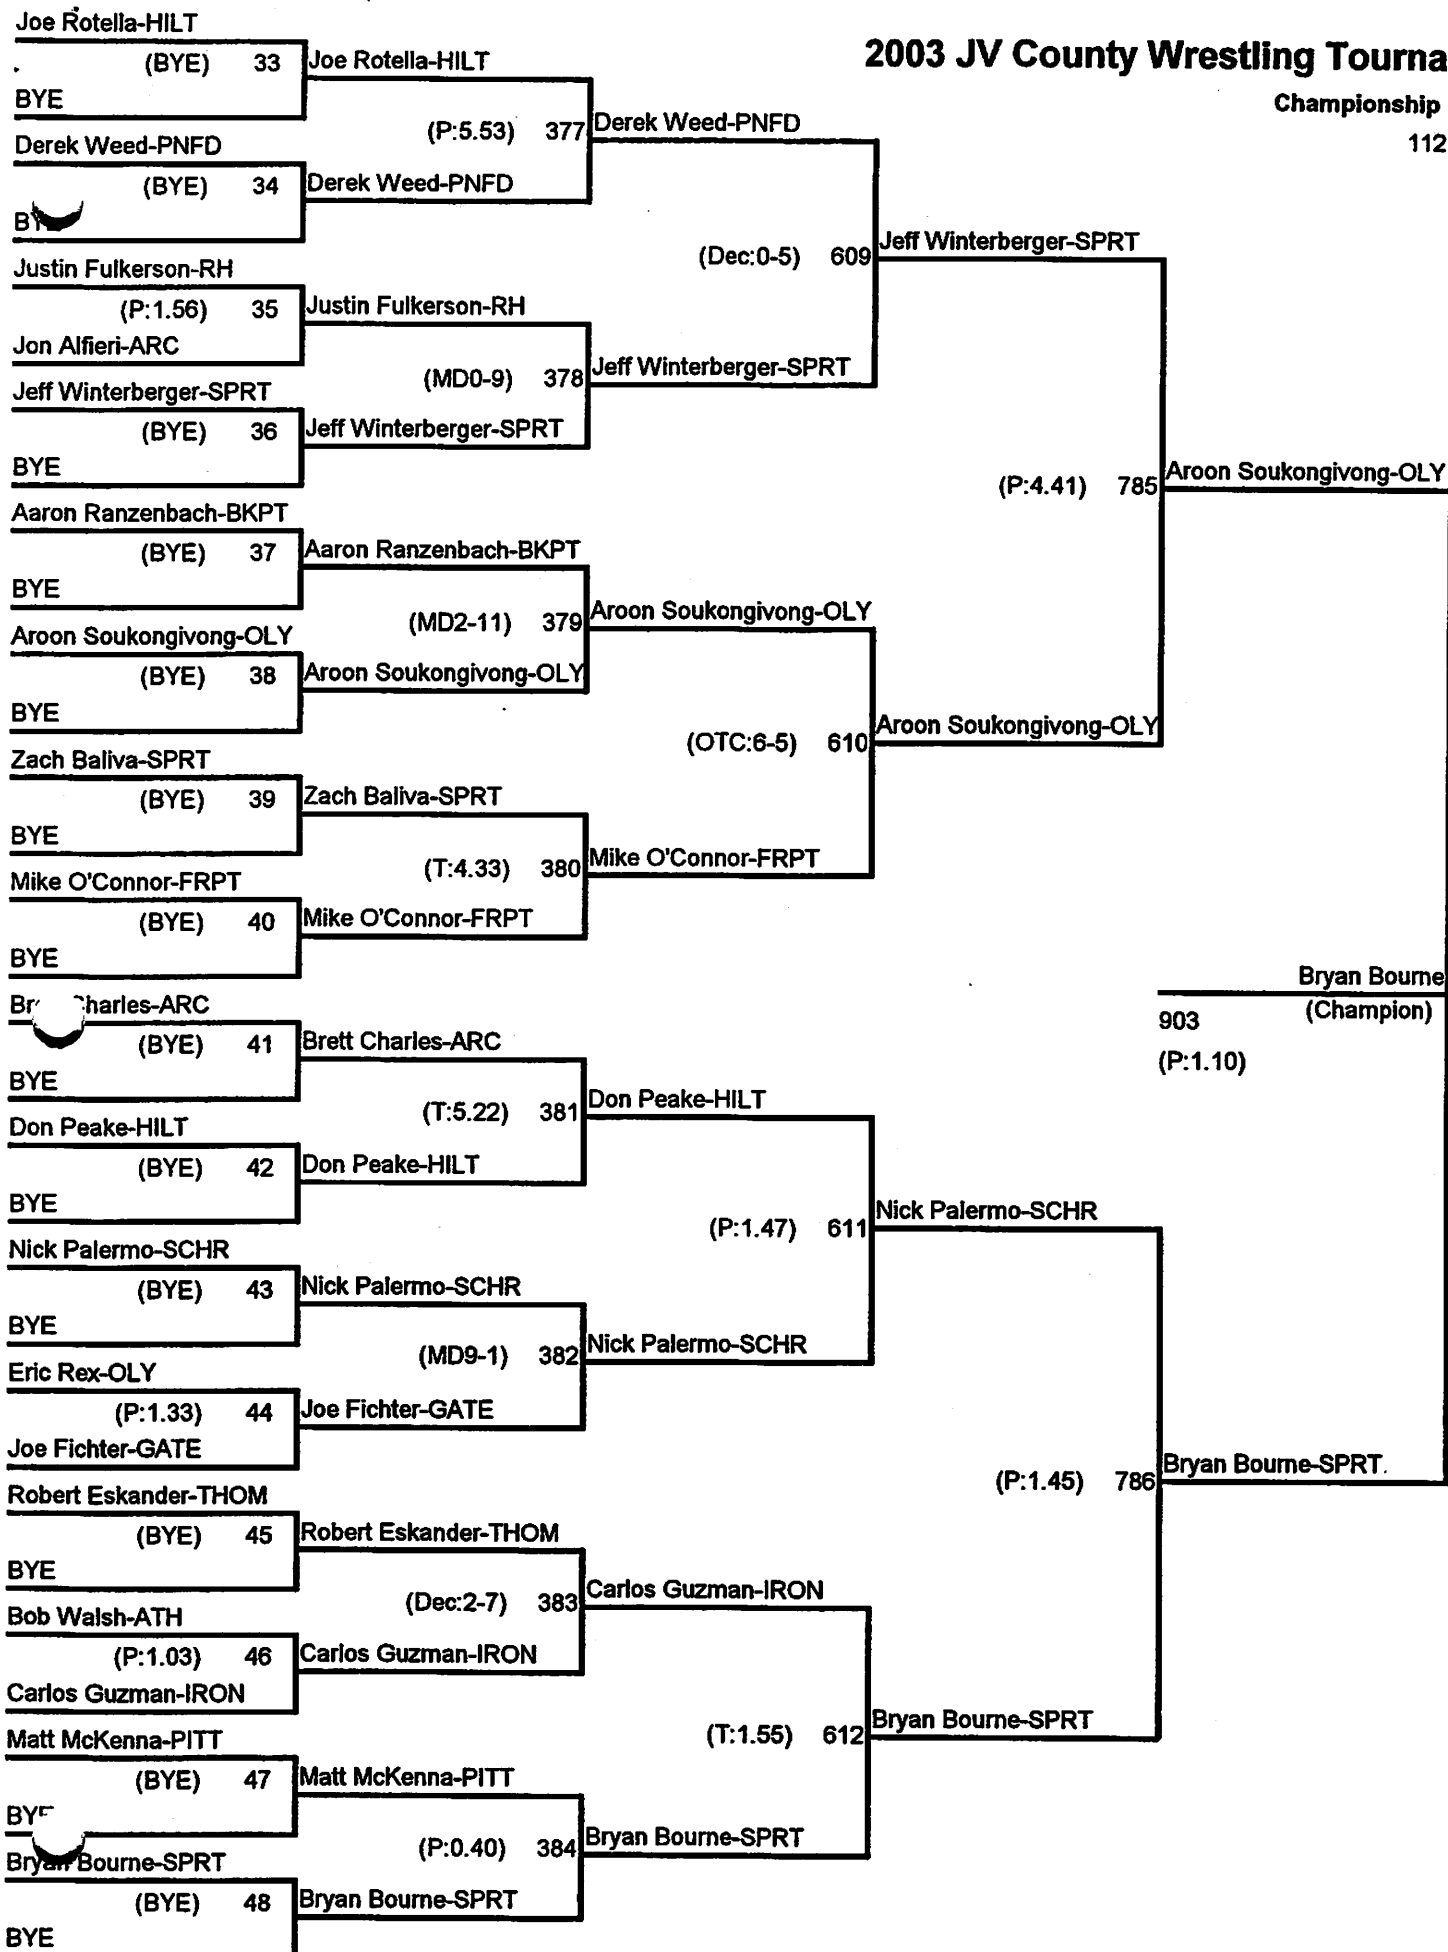 2003 JV County Wrestling Tourna
Championship
112
Joe Rotella-HILT
(BYE) 33
BYE
Joe Rotella-HILT
Derek Weed-PNFD
(BYE) 34
Derek Weed-PNFD
(P:5.53) 377
Derek Weed-PNFD
Justin Fulkerson-RH
(P:1.56) 35
Jon Alfieri-ARC
Justin Fulkerson-RH
Jeff Winterberger-SPRT
(BYE) 36
BYE
Jeff Winterberger-SPRT
(MD0-9) 378
Jeff Winterberger-SPRT
(Dec:0-5) 609
Jeff Winterberger-SPRT
Aaron Ranzenbach-BKPT
(BYE) 37
BYE
Aaron Ranzenbach-BKPT
Aroon Soukongivong-OLY
(BYE) 38
BYE
Aroon Soukongivong-OLY
(MD2-11) 379
Aroon Soukongivong-OLY
Zach Baliva-SPRT
(BYE) 39
BYE
Zach Baliva-SPRT
Mike O'Connor-FRPT
(BYE) 40
BYE
Mike O'Connor-FRPT
(T:4.33) 380
Mike O'Connor-FRPT
(OTC:6-5) 610
Aroon Soukongivong-OLY
(P:4.41) 785
Aroon Soukongivong-OLY
Charles-ARC
(BYE) 41
BYE
Brett Charles-ARC
Don Peake-HILT
(BYE) 42
BYE
Don Peake-HILT
(T:5.22) 381
Don Peake-HILT
Nick Palermo-SCHR
(BYE) 43
BYE
Nick Palermo-SCHR
Eric Rex-OLY
(P:1.33) 44
Joe Fichter-GATE
Joe Fichter-GATE
(MD9-1) 382
Nick Palermo-SCHR
(P:1.47) 611
Nick Palermo-SCHR
Robert Eskander-THOM
(BYE) 45
BYE
Robert Eskander-THOM
Bob Walsh-ATH
(P:1.03) 46
Carlos Guzman-IRON
Carlos Guzman-IRON
(Dec:2-7) 383
Carlos Guzman-IRON
Matt McKenna-PITT
(BYE) 47
Matt McKenna-PITT
Bryan Bourne-SPRT
(BYE) 48
BYE
Bryan Bourne-SPRT
(P:0.40) 384
Bryan Bourne-SPRT
(T:1.55) 612
Bryan Bourne-SPRT
(P:1.45) 786
Bryan Bourne-SPRT
Bryan Bourne
(Champion)
903
(P:1.10)